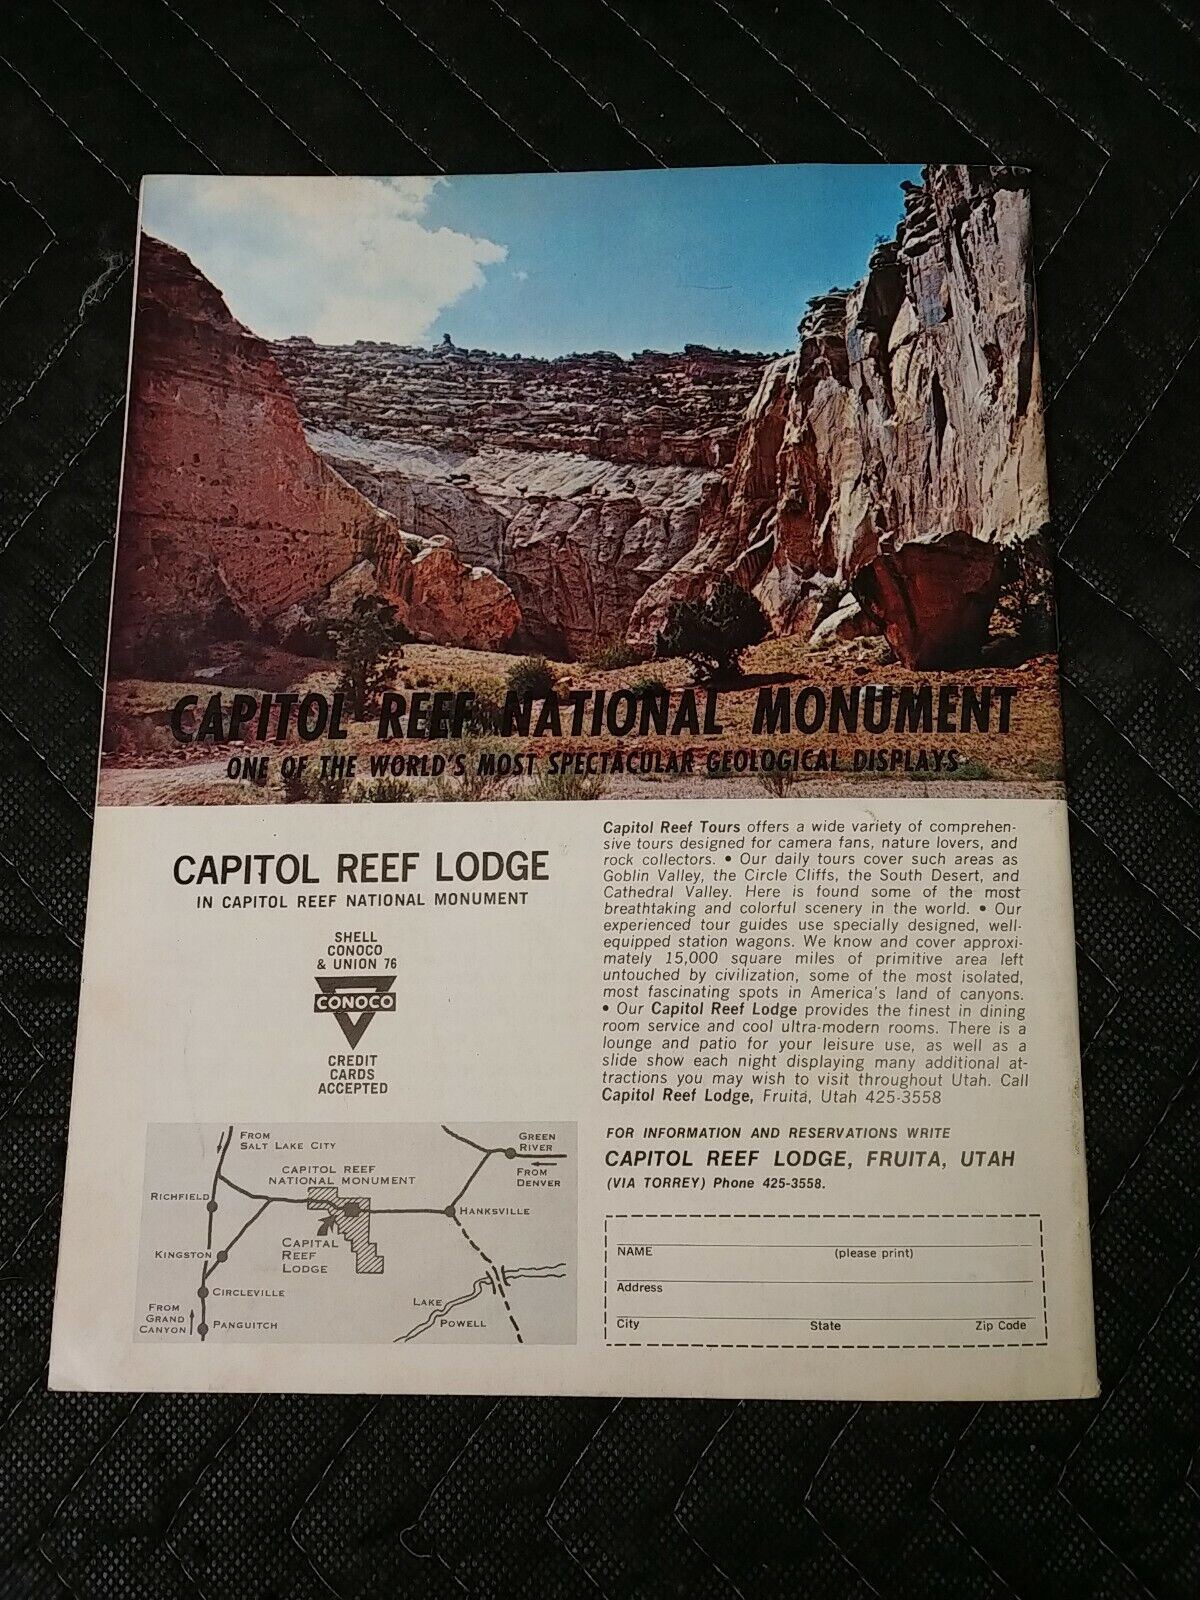 CAPITOL REEF NATIONAL MONUMENT
ONE OF THE WORLD'S MOST SPECTACULAR GEOLOGICAL DISPLAYS
CAPITOL REEF LODGE
IN CAPITOL REEF NATIONAL MONUMENT
SHELL
CONOCO
& UNION 76
CONOCO
CREDIT
CARDS
ACCEPTED
Capitol Reef Tours offers a wide variety of comprehen-
sive tours designed for camera fans, nature lovers, and
rock collectors. • Our daily tours cover such areas as
Goblin Valley, the Circle Cliffs, the South Desert, and
Cathedral Valley. Here is found some of the most
breathtaking and colorful scenery in the world. • Our
experienced tour guides use specially designed, well-
equipped station wagons. We know and cover approxi-
mately 15,000 square miles of primitive area left
untouched by civilization, some of the most isolated,
most fascinating spots in America's land of canyons.
• Our Capitol Reef Lodge provides the finest in dining
room service and cool ultra-modern rooms. There is a
lounge and patio for your leisure use, as well as a
slide show each night displaying many additional at-
tractions you may wish to visit throughout Utah. Call
Capitol Reef Lodge, Fruita, Utah 425-3558
FOR INFORMATION AND RESERVATIONS WRITE
CAPITOL REEF LODGE, FRUITA, UTAH
(VIA TORREY) Phone 425-3558.
NAME (please print)
Address
City State Zip Code
FROM
SALT LAKE CITY
GREEN
RIVER
FROM
DENVER
CAPITOL REEF
NATIONAL MONUMENT
RICHFIELD
HANKSVILLE
CAPITAL
REEF
LODGE
KINGSTON
CIRCLEVILLE
FROM
GRAND
CANYON
PANGUITCH
LAKE
POWELL